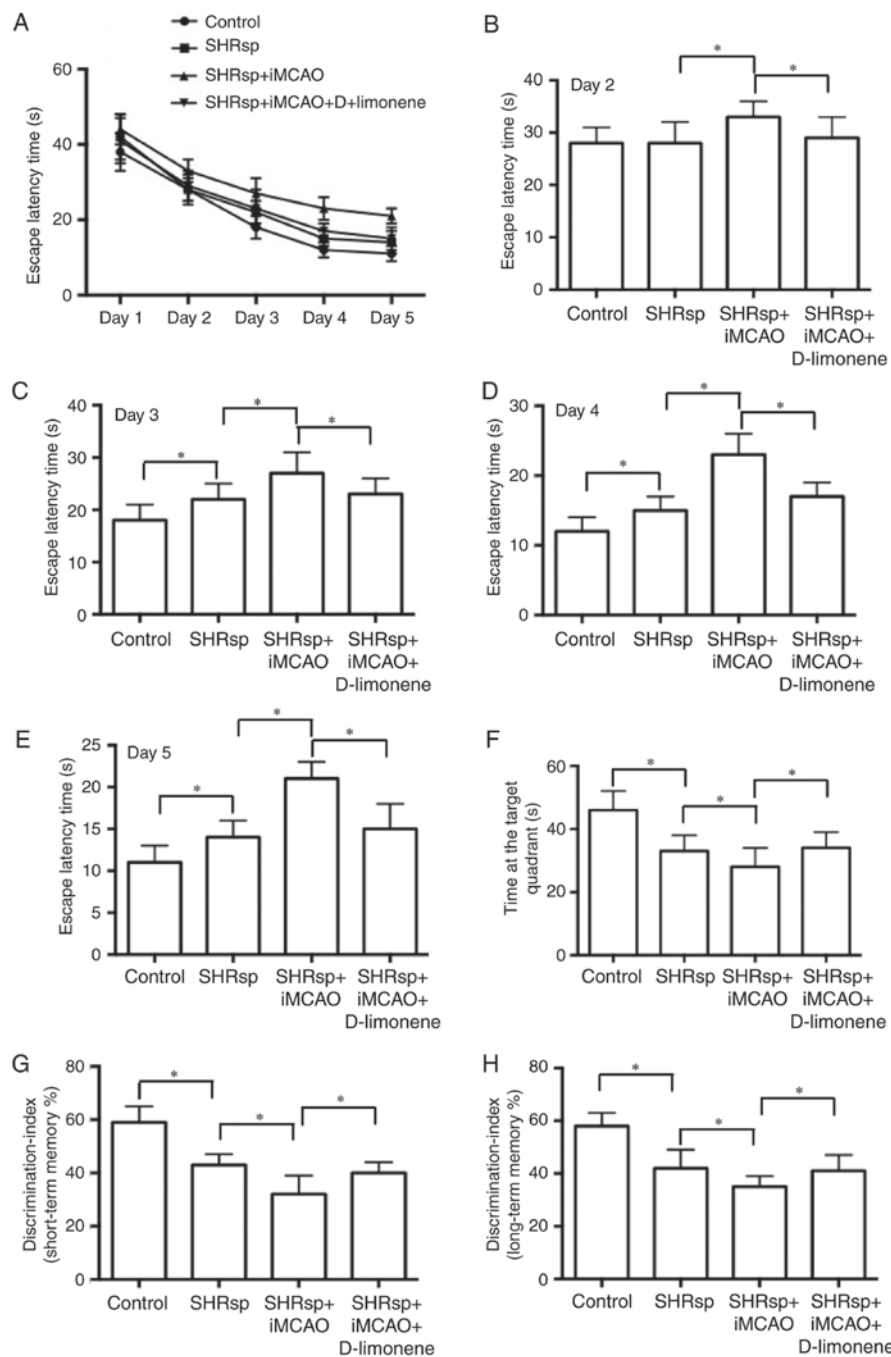 A
Control
SHRsp
SHRsp+iMCAO
SHRsp+iMCAO+D+limonene
Escape latency time (s)
60
40
20
0
Day 1 Day 2 Day 3 Day 4 Day 5
B
Day 2
*
*
Escape latency time (s)
40
30
20
10
0
Control SHRsp SHRsp+ SHRsp+
iMCAO iMCAO+
D-limonene
C
Day 3
*
*
*
Escape latency time (s)
40
30
20
10
0
Control SHRsp SHRsp+ SHRsp+
iMCAO iMCAO+
D-limonene
D
Day 4
*
*
*
Escape latency time (s)
30
20
10
0
Control SHRsp SHRsp+ SHRsp+
iMCAO iMCAO+
D-limonene
E
Day 5
*
*
*
Escape latency time (s)
25
20
15
10
5
0
Control SHRsp SHRsp+ SHRsp+
iMCAO iMCAO+
D-limonene
F
*
*
*
Time at the target
quadrant (s)
60
40
20
0
Control SHRsp SHRsp+ SHRsp+
iMCAO iMCAO+
D-limonene
G
*
*
*
Discrimination-index
(short-term memory %)
80
60
40
20
0
Control SHRsp SHRsp+ SHRsp+
iMCAO iMCAO+
D-limonene
H
*
*
*
Discrimination-index
(long-term memory %)
80
60
40
20
0
Control SHRsp SHRsp+ SHRsp+
iMCAO iMCAO+
D-limonene